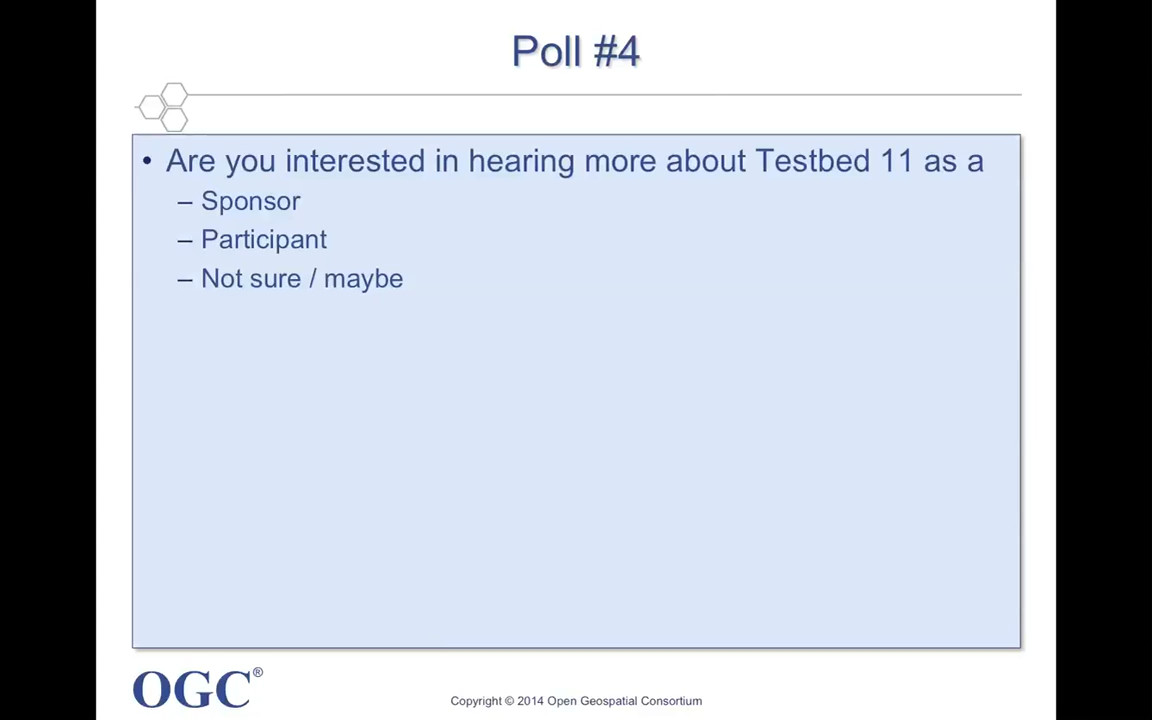 Poll #4
• Are you interested in hearing more about Testbed 11 as a
– Sponsor
– Participant
– Not sure / maybe
OGC®
Copyright © 2014 Open Geospatial Consortium